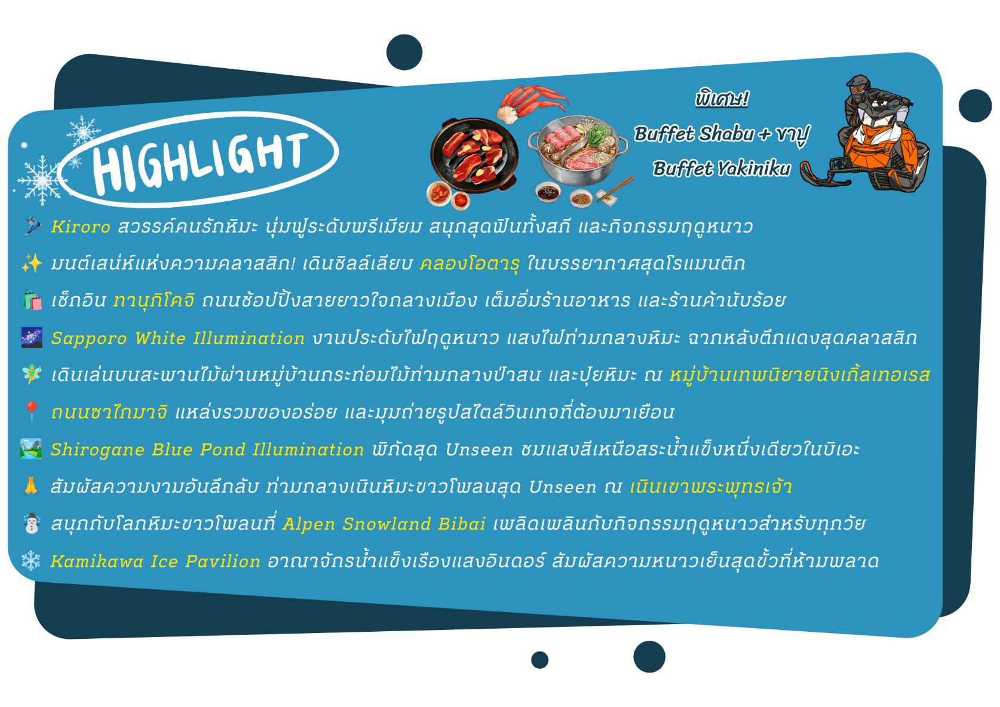 HIGHLIGHT
พิเศษ!
Buffet Shabu + ขาปู
Buffet Yakiniku
Kiroro สวรรค์คนรักหิมะ นุ่มฟูระดับพรีเมียม สนุกสุดฟินทั้งสกี และกิจกรรมฤดูหนาว
มนต์เสน่ห์แห่งความคลาสสิก! เดินชิลล์เลียบ คลองโอตารุ ในบรรยากาศสุดโรแมนติก
เช็กอิน ทานุกิโคจิ ถนนช้อปปิ้งสายยาวใจกลางเมือง เต็มอิ่มร้านอาหาร และร้านค้านับร้อย
Sapporo White Illumination งานประดับไฟฤดูหนาว แสงไฟท่ามกลางหิมะ ฉากหลังตึกแดงสุดคลาสสิก
เดินเล่นบนสะพานไม้ผ่านหมู่บ้านกระท่อมไม้ท่ามกลางป่าสน และปุยหิมะ ณ หมู่บ้านเทพนิยายนิงเกิ้ลเทอเรส
ถนนซาไกมาจิ แหล่งรวมของอร่อย และมุมถ่ายรูปสไตล์วินเทจที่ต้องมาเยือน
Shirogane Blue Pond Illumination พิกัดสุด Unseen ชมแสงสีเหนือสระน้ำแข็งหนึ่งเดียวในบิเอะ
สัมผัสความงามอันลึกลับ ท่ามกลางเนินหิมะขาวโพลนสุด Unseen ณ เนินเขาพระพุทธเจ้า
สนุกกับโลกหิมะขาวโพลนที่ Alpen Snowland Bibai เพลิดเพลินกับกิจกรรมฤดูหนาวสำหรับทุกวัย
Kamikawa Ice Pavilion อาณาจักรน้ำแข็งเรืองแสงอินดอร์ สัมผัสความหนาวเย็นสุดขั้วที่ห้ามพลาด